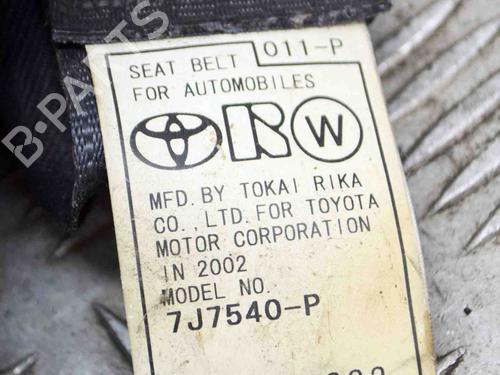 SEAT BELT 011-P
FOR AUTOMOBILES
R W
MFD. BY TOKAI RIKA
CO., LTD. FOR TOYOTA
MOTOR CORPORATION
IN 2002
MODEL NO.
7J7540-P
B-PARTS